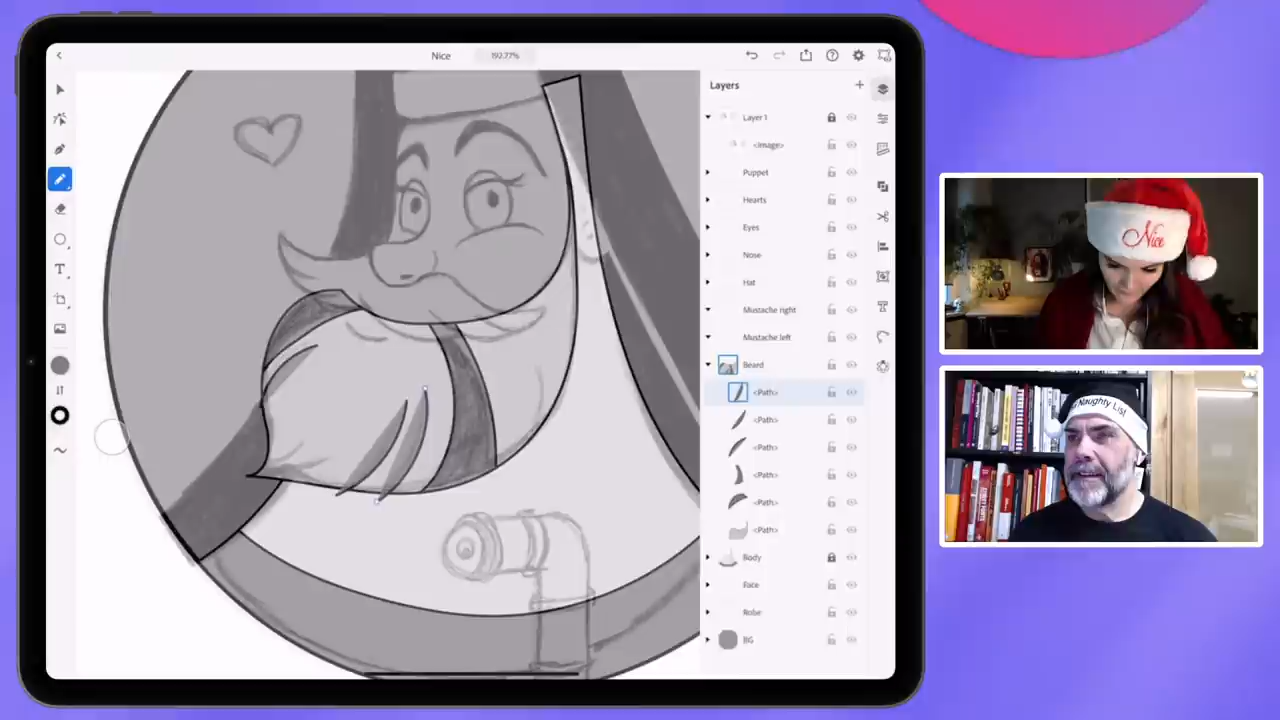 Nice
192.77%
Layers
Layer 1
<Image>
Puppet
Hearts
Eyes
Nose
Hat
Mustache right
Mustache left
Beard
<Path>
<Path>
<Path>
<Path>
<Path>
<Path>
Body
Face
Robe
BG
T
Nice
Naughty List